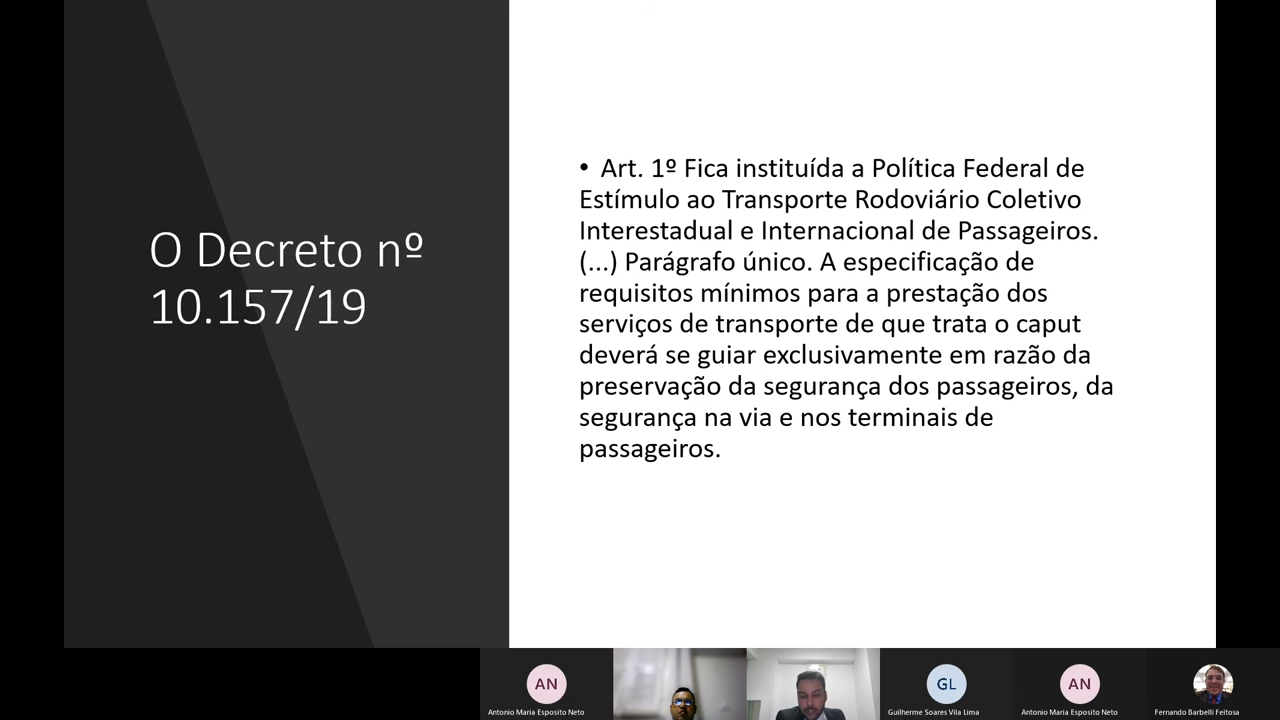 O Decreto nº
10.157/19
• Art. 1º Fica instituída a Política Federal de
Estímulo ao Transporte Rodoviário Coletivo
Interestadual e Internacional de Passageiros.
(...) Parágrafo único. A especificação de
requisitos mínimos para a prestação dos
serviços de transporte de que trata o caput
deverá se guiar exclusivamente em razão da
preservação da segurança dos passageiros, da
segurança na via e nos terminais de
passageiros.
AN
Antonio Maria Esposito Neto
GL
Guilherme Soares Vila Lima
AN
Antonio Maria Esposito Neto
Fernando Barbelli Feitosa